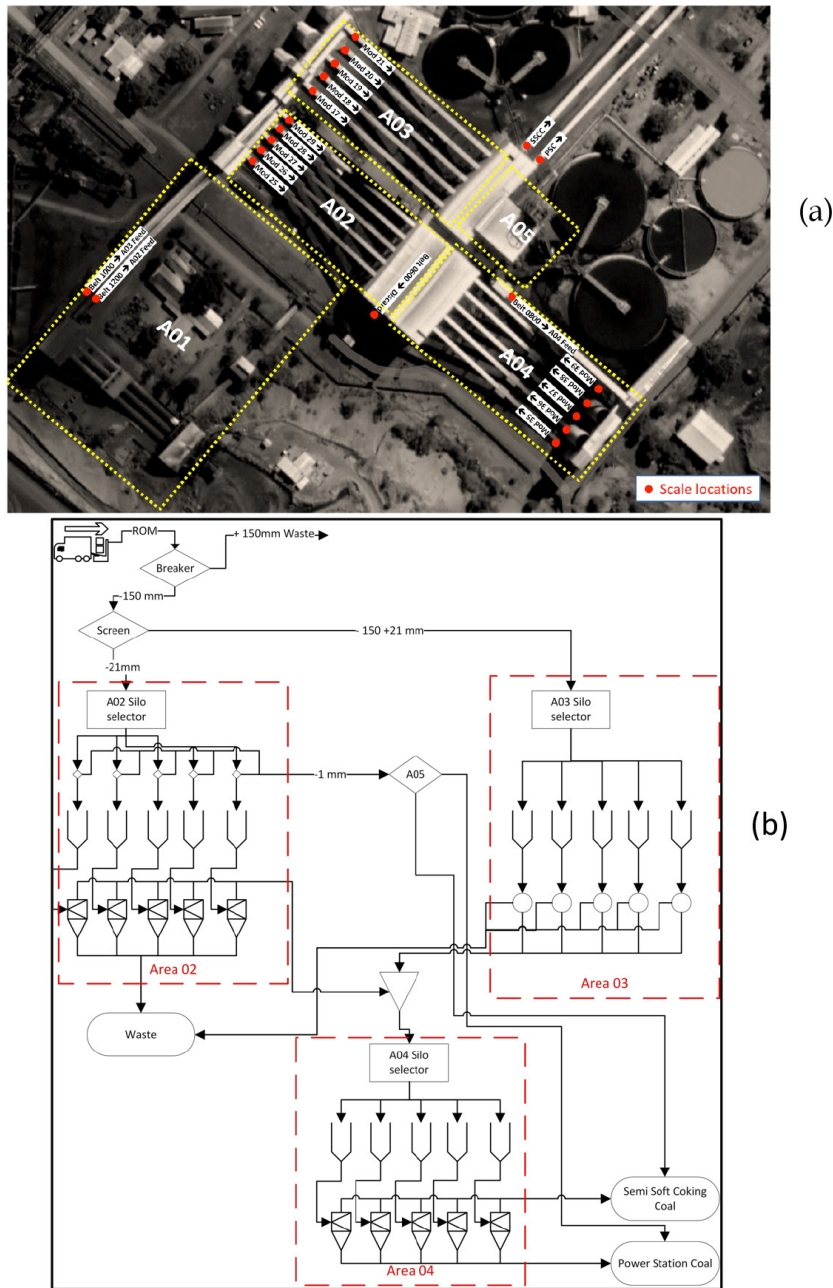 Mod 21 →
Mod 20 →
Mod 19 →
Mod 18 →
Mod 17 →
A03
SSCC →
PSC →
(a)
Mod 29 →
Mod 28 →
Mod 27 →
Mod 26 →
Mod 25 →
A02
A05
Belt 1000 → A03 Feed
Belt 1200 → A02 Feed
Belt 0600 → Discard
Belt 0800 → A04 Feed
A01
A04
Mod 39 →
Mod 38 →
Mod 37 →
Mod 36 →
Mod 35 →
Scale locations
ROM
+ 150mm Waste
Breaker
-150 mm
Screen
- 150 +21 mm
-21mm
A02 Silo
selector
A03 Silo
selector
-1 mm
A05
(b)
Area 02
Area 03
Waste
A04 Silo
selector
Semi Soft Coking
Coal
Power Station Coal
Area 04